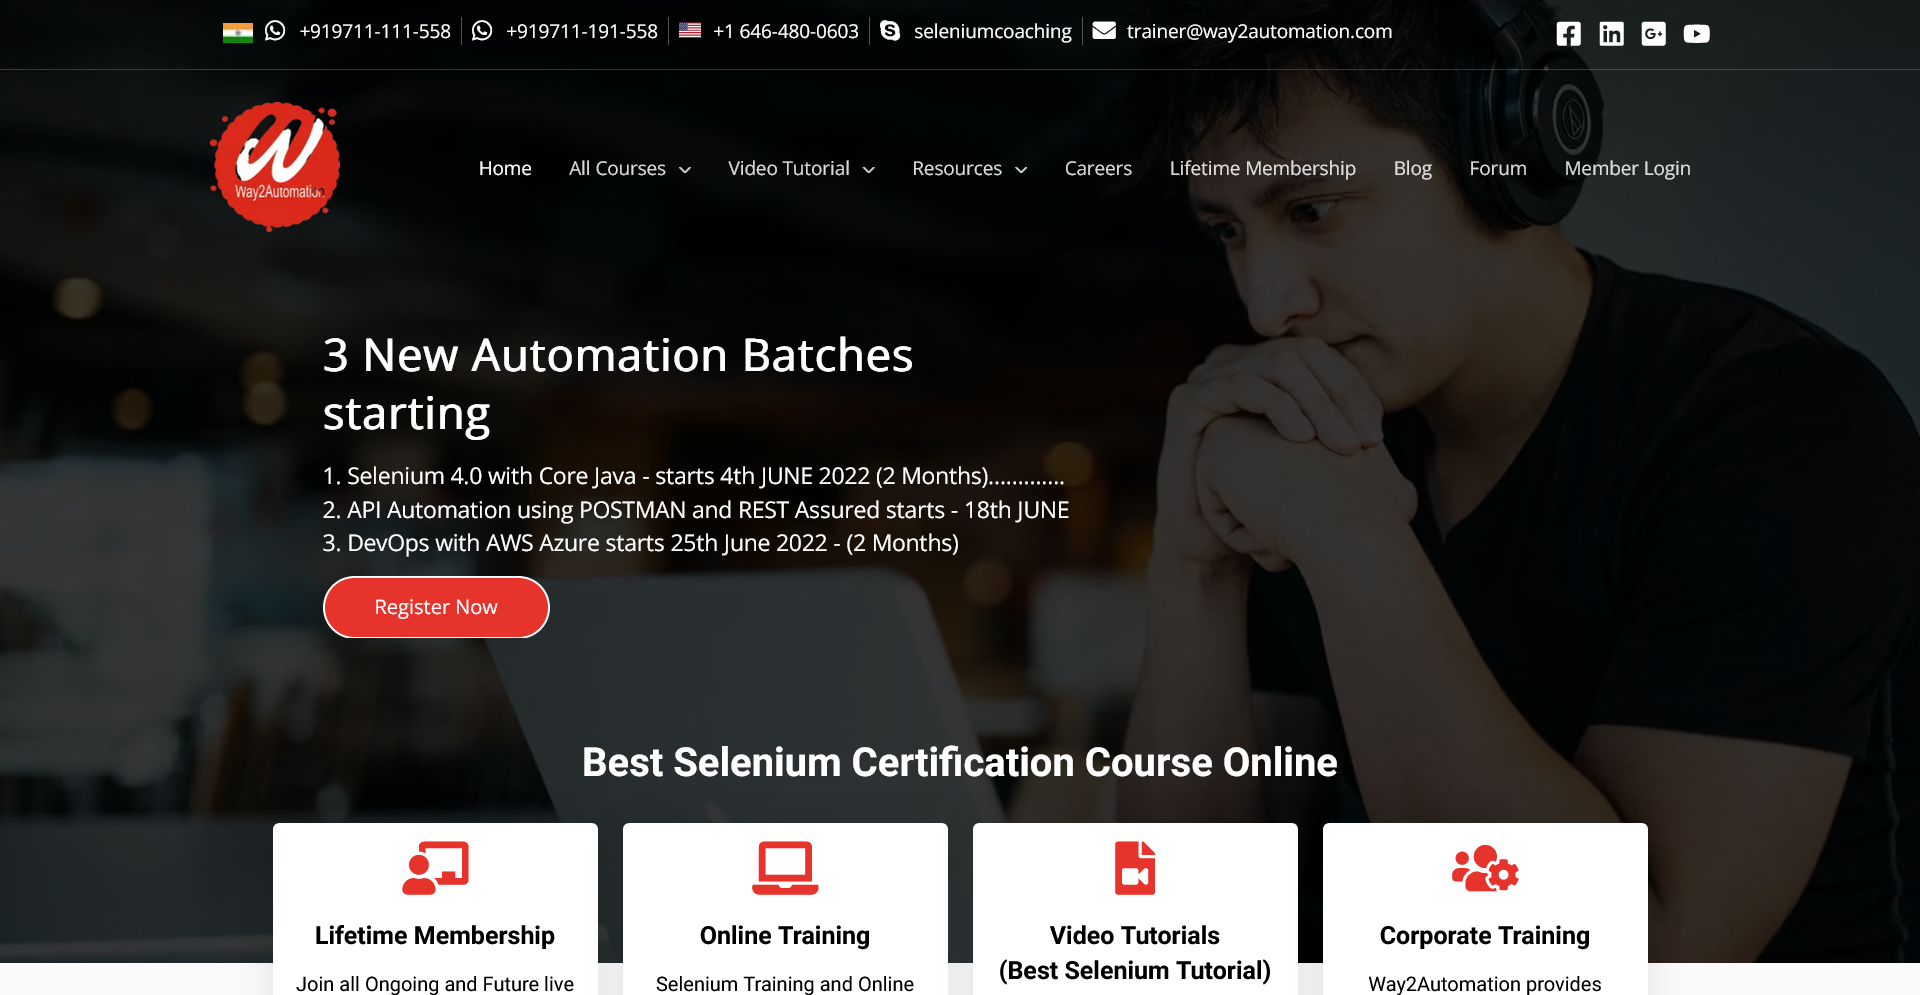 +919711-111-558
+919711-191-558
+1 646-480-0603
seleniumcoaching
trainer@way2automation.com
Way2Automation
Home
All Courses
Video Tutorial
Resources
Careers
Lifetime Membership
Blog
Forum
Member Login
3 New Automation Batches
starting
1. Selenium 4.0 with Core Java - starts 4th JUNE 2022 (2 Months).............
2. API Automation using POSTMAN and REST Assured starts - 18th JUNE
3. DevOps with AWS Azure starts 25th June 2022 - (2 Months)
Register Now
Best Selenium Certification Course Online
Lifetime Membership
Join all Ongoing and Future live
Online Training
Selenium Training and Online
Video Tutorials
(Best Selenium Tutorial)
Corporate Training
Way2Automation provides